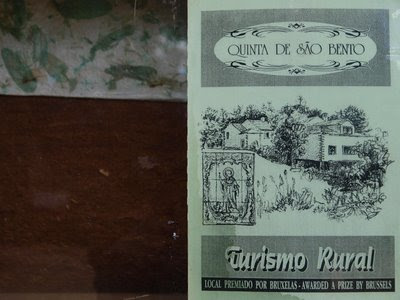 QUINTA DE SÃO BENTO
Turismo Rural
LOCAL PREMIADO POR BRUXELAS - AWARDED A PRIZE BY BRUSSELS